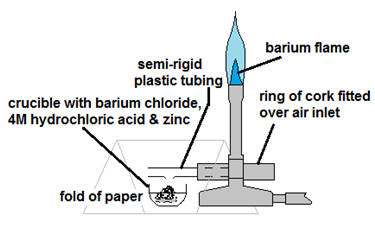 barium flame
semi-rigid
plastic tubing
ring of cork fitted
over air inlet
crucible with barium chloride,
4M hydrochloric acid & zinc
fold of paper